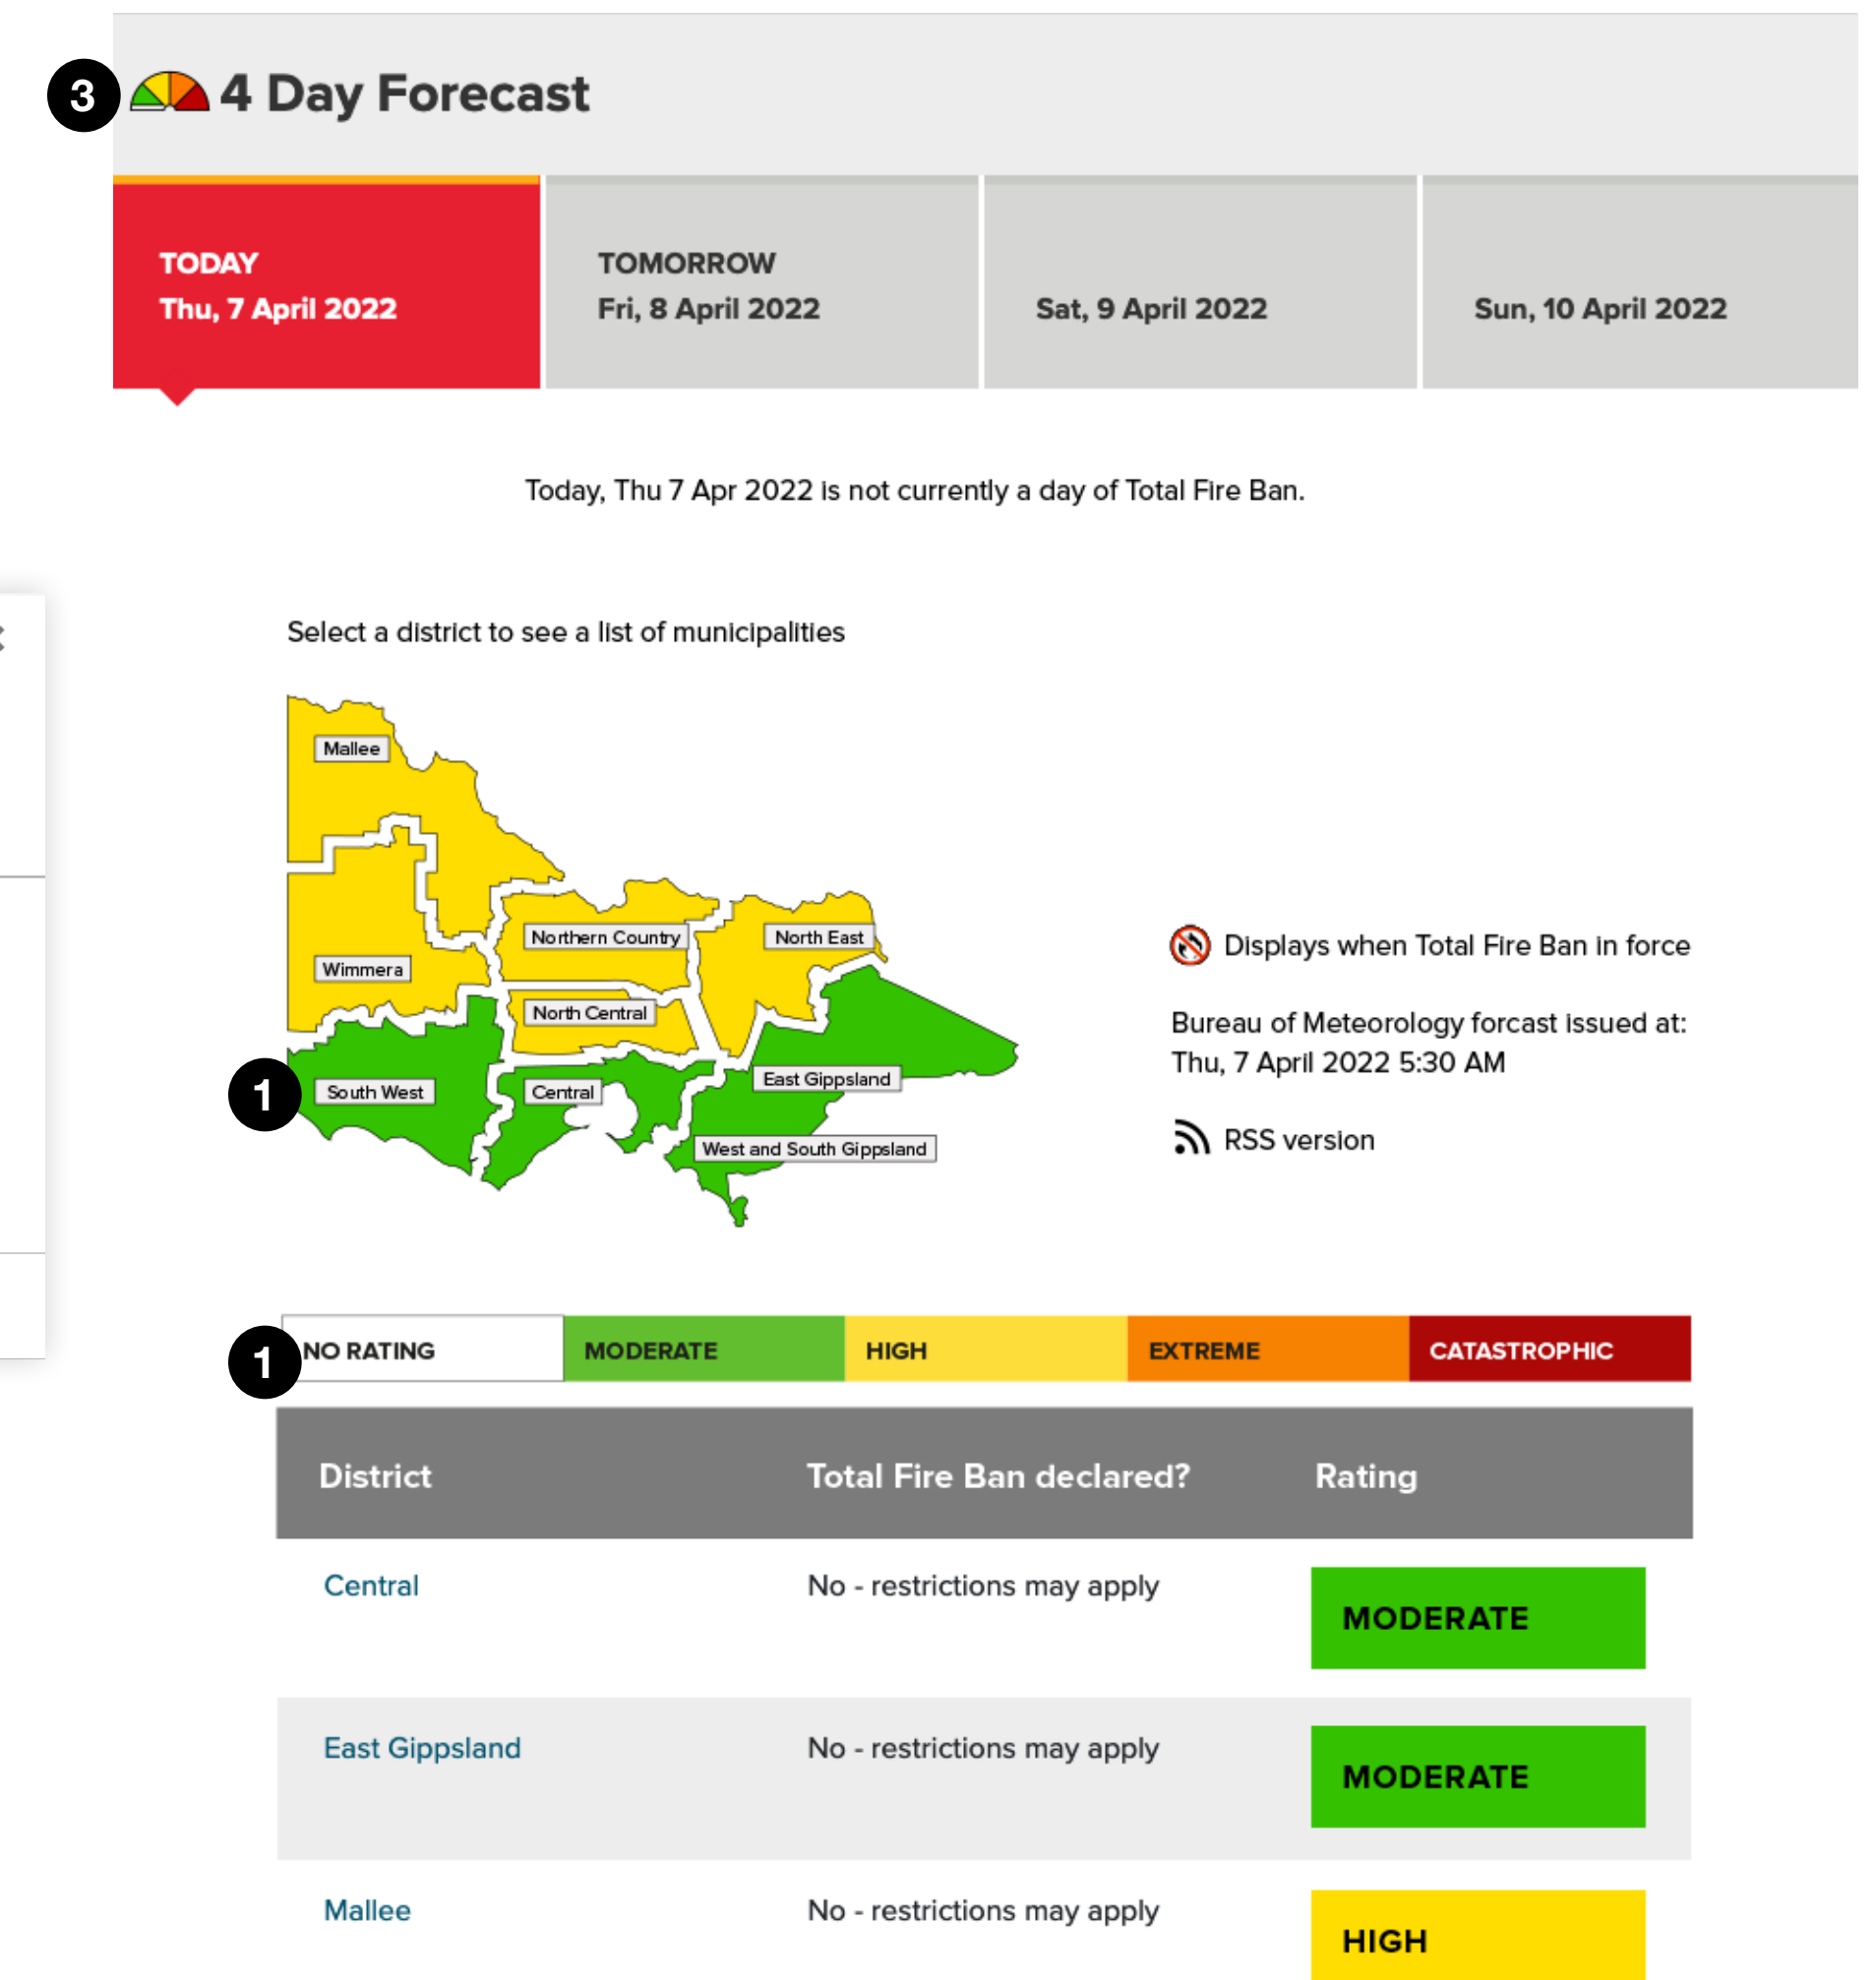 3
4 Day Forecast
TODAY
Thu, 7 April 2022
TOMORROW
Fri, 8 April 2022
Sat, 9 April 2022
Sun, 10 April 2022
Today, Thu 7 Apr 2022 is not currently a day of Total Fire Ban.
Select a district to see a list of municipalities
Mallee
Northern Country
North East
Wimmera
North Central
East Gippsland
1
South West
Central
West and South Gippsland
Displays when Total Fire Ban in force
Bureau of Meteorology forcast issued at:
Thu, 7 April 2022 5:30 AM
RSS version
1
NO RATING
MODERATE
HIGH
EXTREME
CATASTROPHIC
District
Total Fire Ban declared?
Rating
Central
No - restrictions may apply
MODERATE
East Gippsland
No - restrictions may apply
MODERATE
Mallee
No - restrictions may apply
HIGH